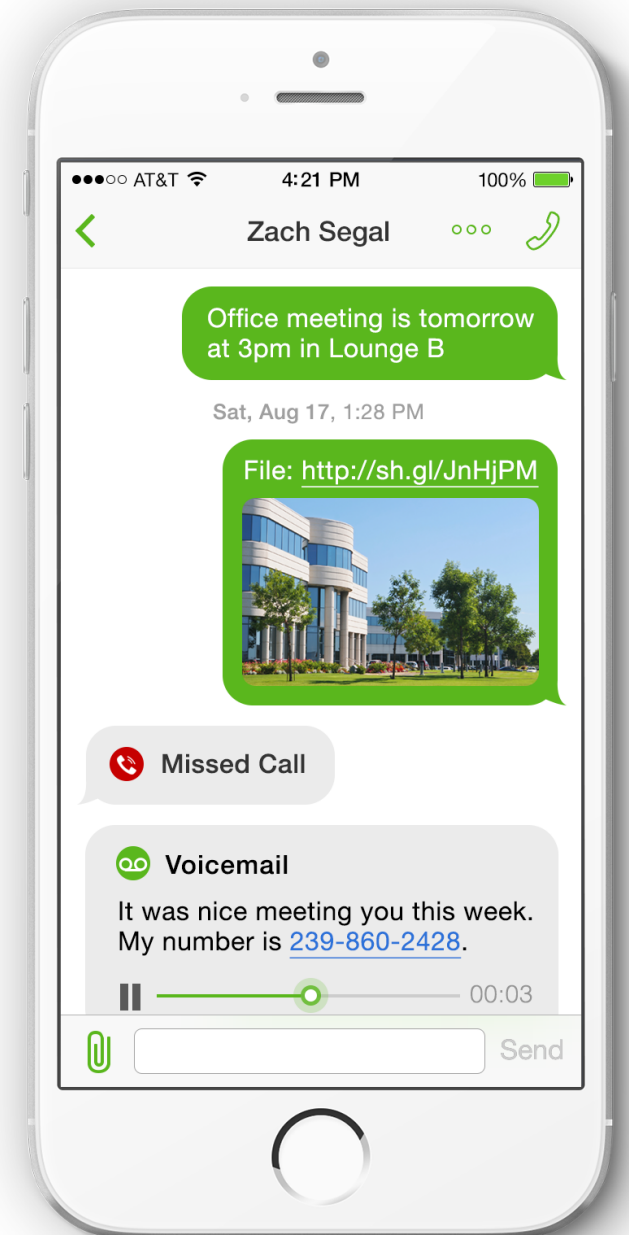 AT&T 4:21 PM 100%
Zach Segal
Office meeting is tomorrow
at 3pm in Lounge B
Sat, Aug 17, 1:28 PM
File: http://sh.gl/JnHjPM
Missed Call
Voicemail
It was nice meeting you this week.
My number is 239-860-2428.
00:03
Send